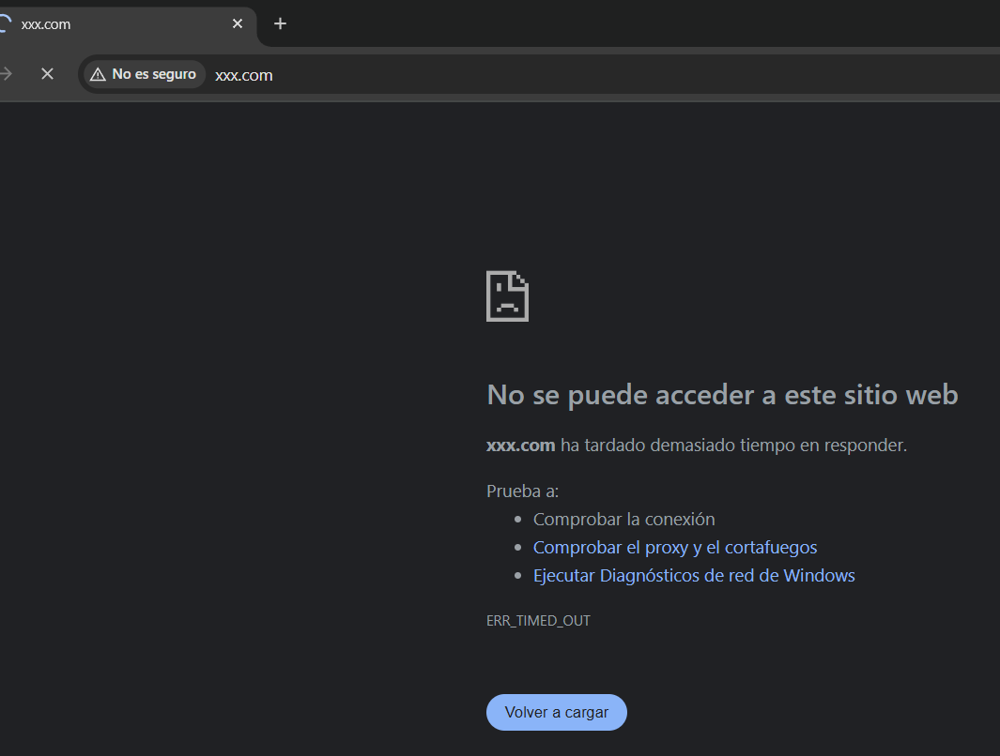 xxx.com
No es seguro xxx.com
No se puede acceder a este sitio web
xxx.com ha tardado demasiado tiempo en responder.
Prueba a:
Comprobar la conexión
Comprobar el proxy y el cortafuegos
Ejecutar Diagnósticos de red de Windows
ERR_TIMED_OUT
Volver a cargar